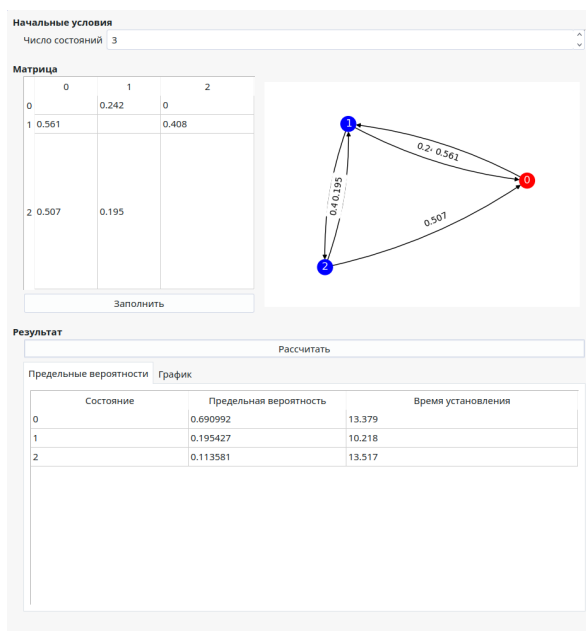 Начальные условия
Число состояний 3
Матрица
0 1 2
0 0.242 0
1 0.561 0.408
2 0.507 0.195
1
0.2 0.561
0
0.4 0.195
0.507
2
Заполнить
Результат
Рассчитать
Предельные вероятности График
Состояние Предельная вероятность Время установления
0 0.690992 13.379
1 0.195427 10.218
2 0.113581 13.517